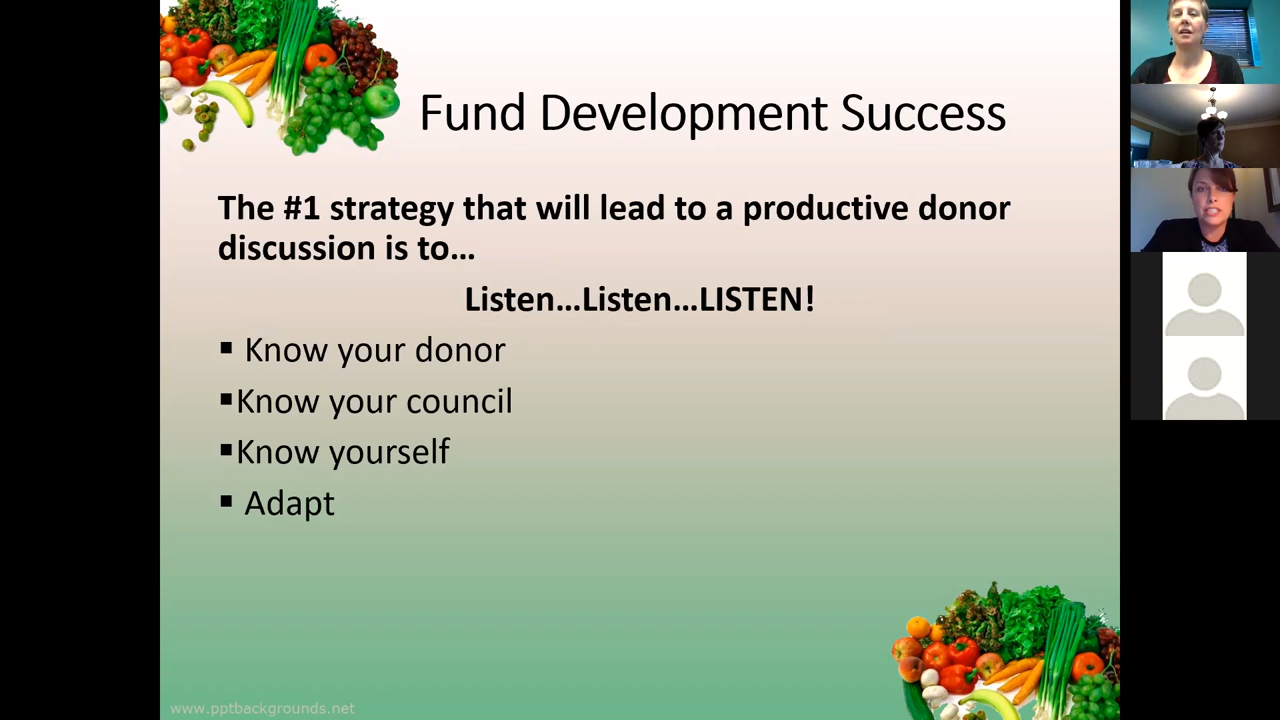 Fund Development Success
The #1 strategy that will lead to a productive donor
discussion is to…
Listen…Listen…LISTEN!
▪ Know your donor
▪Know your council
▪Know yourself
▪ Adapt
www.pptbackgrounds.net